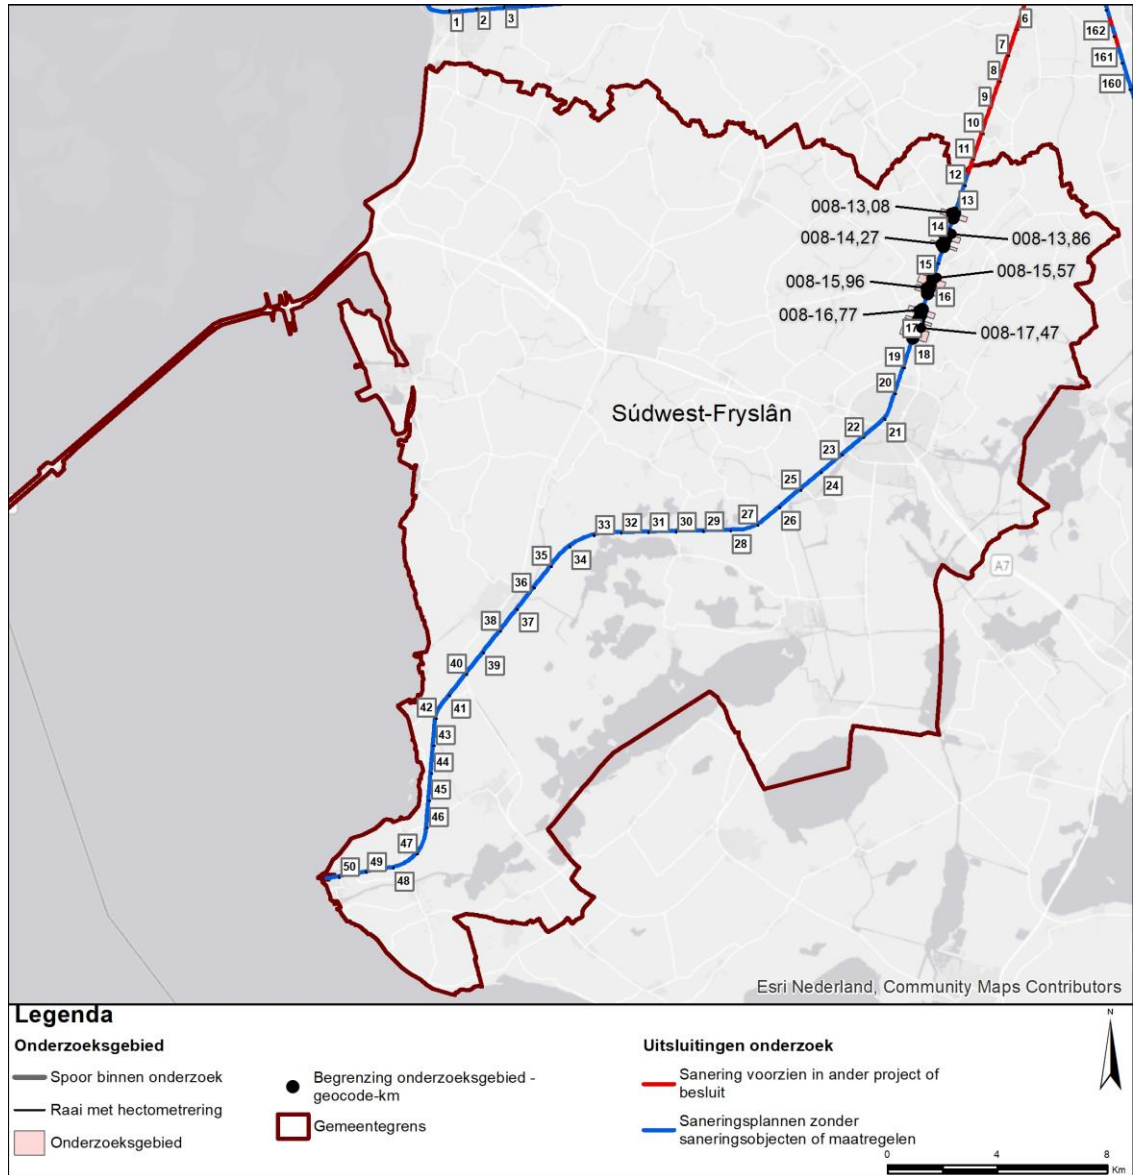 1 2 3
6
162
7
161
8
160
9
10
11
12
13
008-13,08
14
008-13,86
008-14,27
15
008-15,57
008-15,96
16
008-16,77
17
008-17,47
18
19
20
Súdwest-Fryslân
21
22
23
24
25
26
27
28
33 32 31 30 29
34
35
A7
36
37
38
39
40
41
42
43
44
45
46
47
50 49
48
Esri Nederland, Community Maps Contributors
Legenda
Onderzoeksgebied
Spoor binnen onderzoek
Raai met hectometrering
Onderzoeksgebied
Begrenzing onderzoeksgebied -
geocode-km
Gemeentegrens
Uitsluitingen onderzoek
Sanering voorzien in ander project of
besluit
Saneringsplannen zonder
saneringsobjecten of maatregelen
N
0 4 8
Km